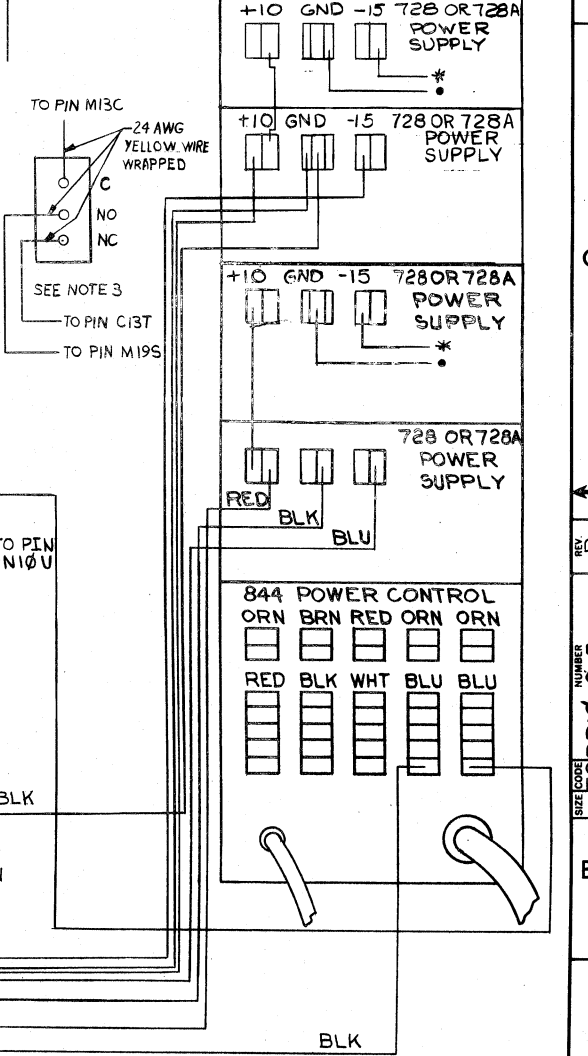 +10 GND -15 728 OR 728A
POWER
SUPPLY
*
TO PIN M13C
24 AWG
YELLOW WIRE
WRAPPED
C
NO
NC
SEE NOTE 3
TO PIN C13T
TO PIN M19S
+10 GND -15 728 OR 728A
POWER
SUPPLY
+10 GND -15 728 OR 728A
POWER
SUPPLY
*
728 OR 728A
POWER
SUPPLY
RED
BLK
BLU
TO PIN
N1ØU
844 POWER CONTROL
ORN BRN RED ORN ORN
RED BLK WHT BLU BLU
BLK
BLK
REV.
NUMBER
SIZE CODE